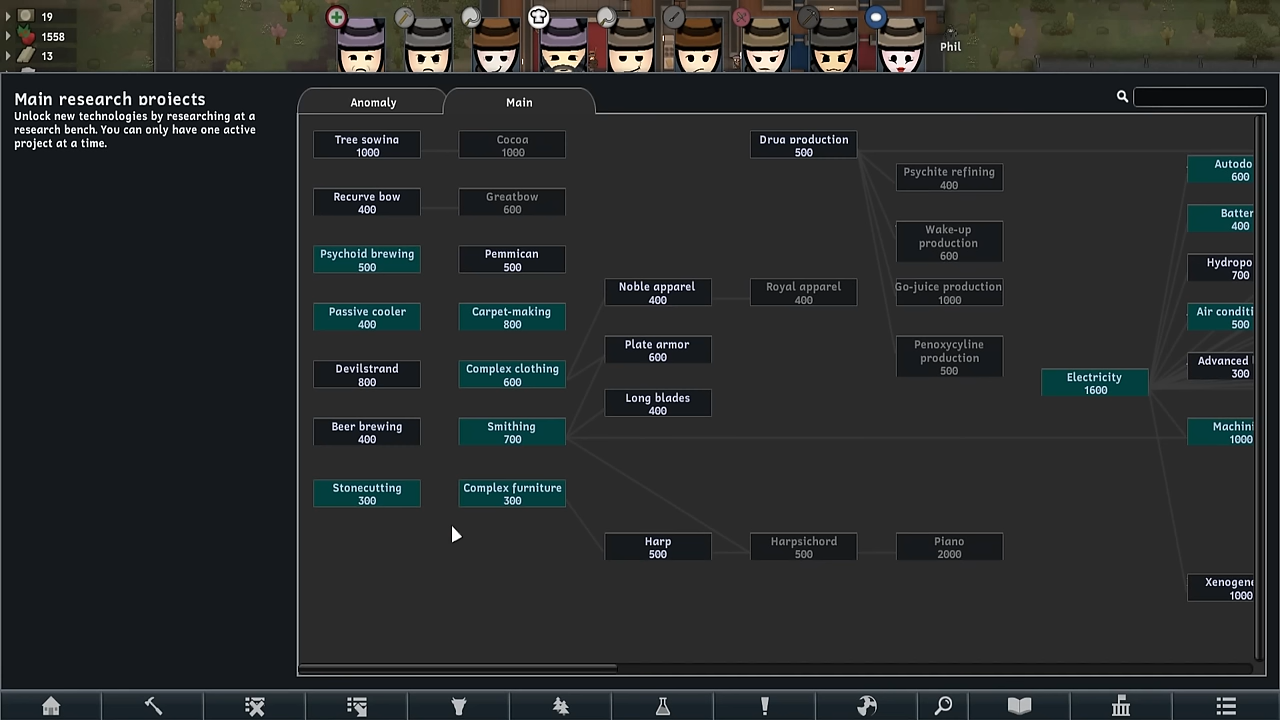 19
1558
13
Phil
Main research projects
Unlock new technologies by researching at a
research bench. You can only have one active
project at a time.
Anomaly
Main
Tree sowing
1000
Cocoa
1000
Drug production
500
Psychite refining
400
Autodo
600
Recurve bow
400
Greatbow
600
Wake-up
production
600
Batter
400
Psychoid brewing
500
Pemmican
500
Hydropo
700
Noble apparel
400
Royal apparel
400
Go-juice production
1000
Passive cooler
400
Carpet-making
800
Air conditi
500
Plate armor
600
Penoxycyline
production
500
Devilstrand
800
Complex clothing
600
Electricity
1600
Advanced
300
Long blades
400
Beer brewing
400
Smithing
700
Machini
1000
Stonecutting
300
Complex furniture
300
Harp
500
Harpsichord
500
Piano
2000
Xenogen
1000